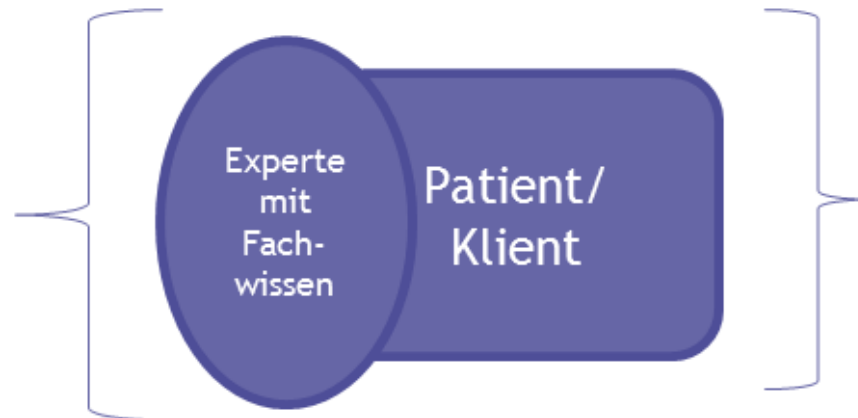 Experte
mit
Fach-
wissen
Patient/
Klient